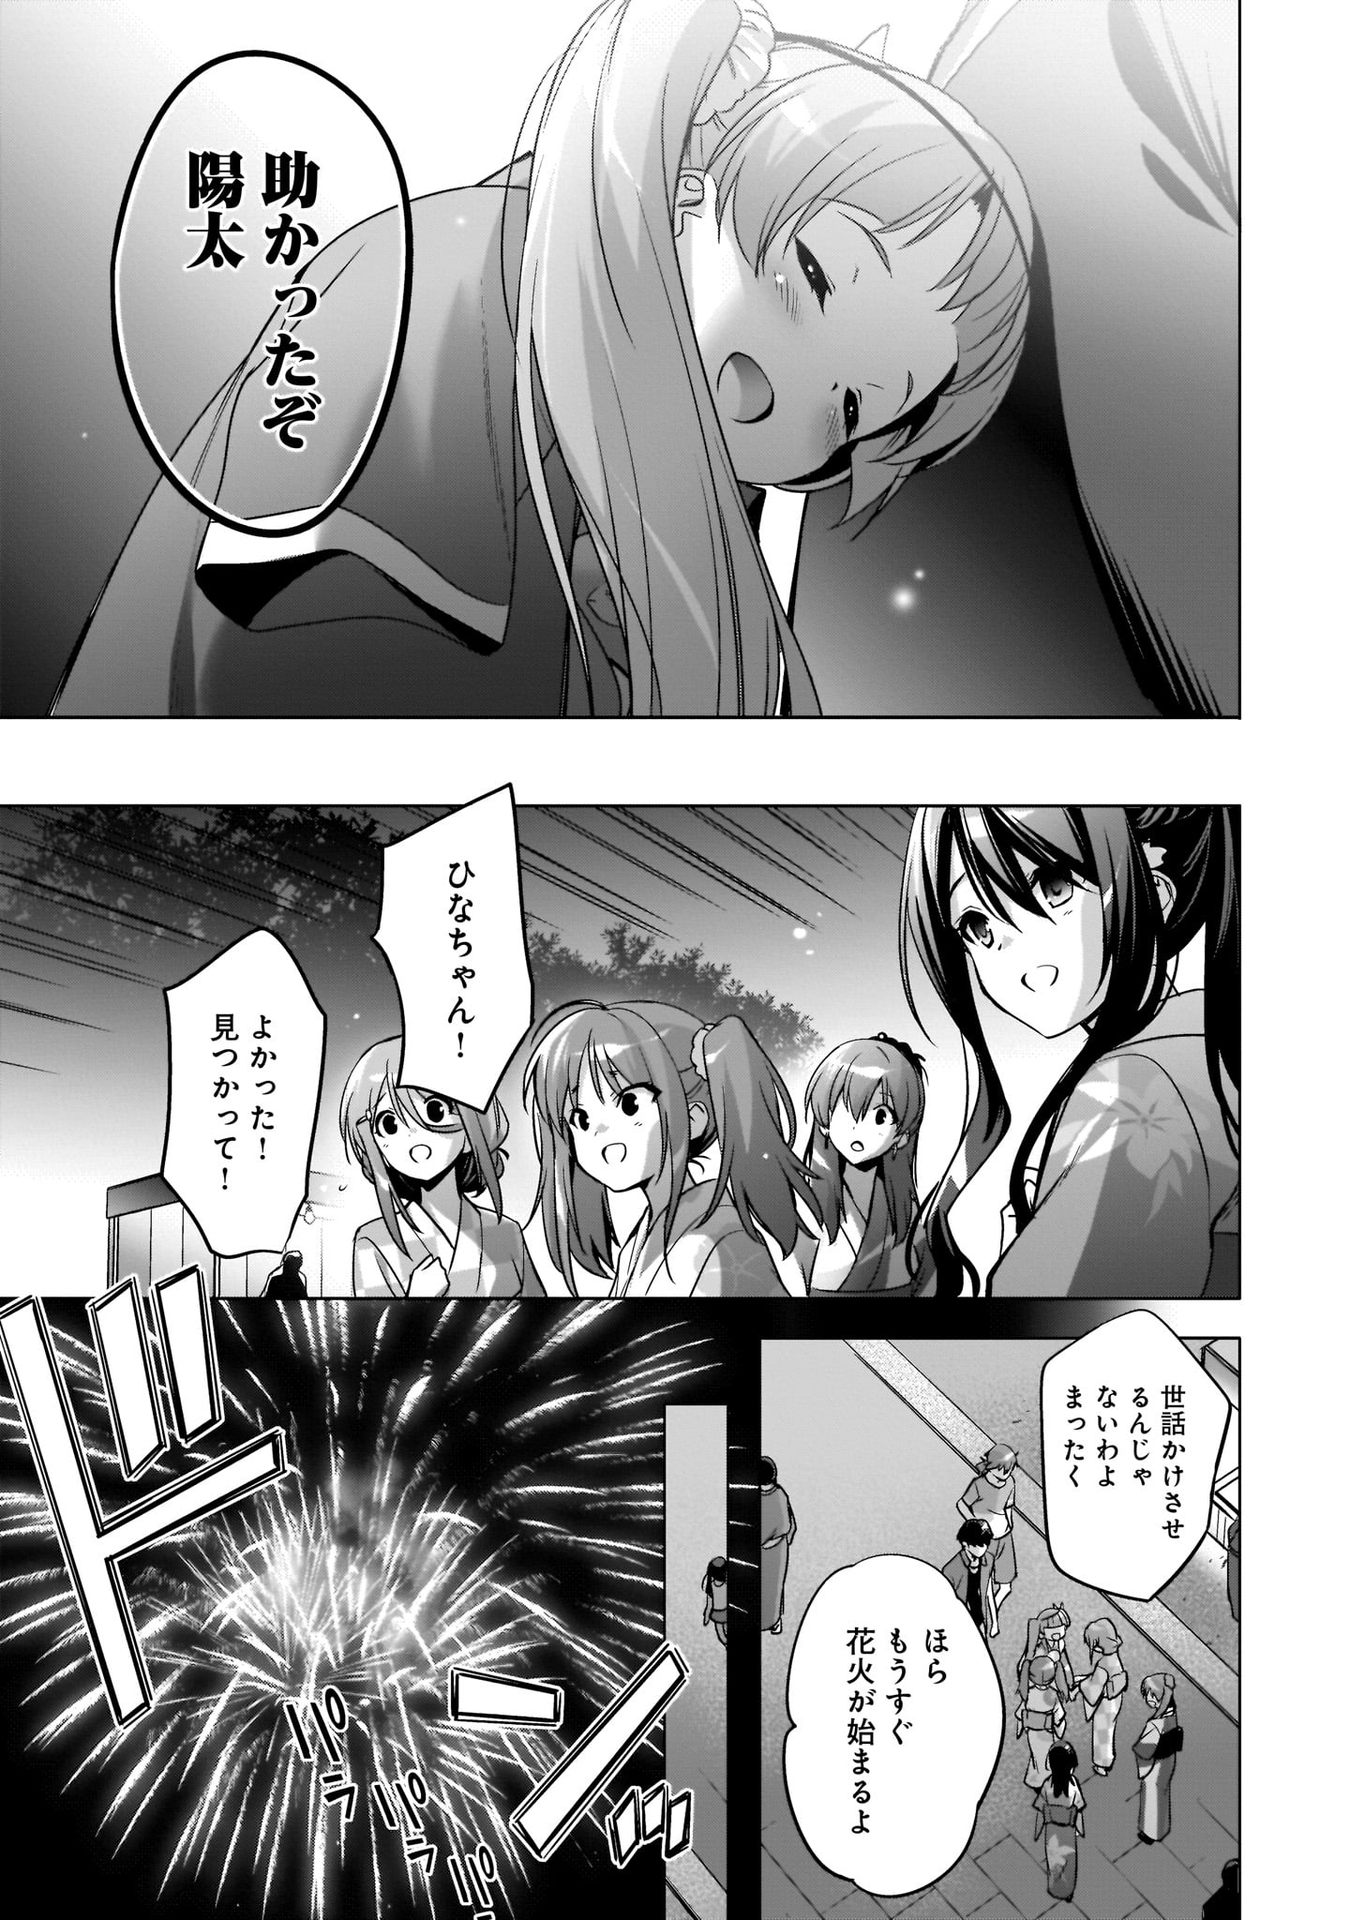 助かったぞ
陽太
ひなちゃん！
よかった！
見つかって！
世話かけさせ
るんじゃ
ないわよ
まったく
ほら
もうすぐ
花火が始まるよ
ドドーン
パラパラパラ